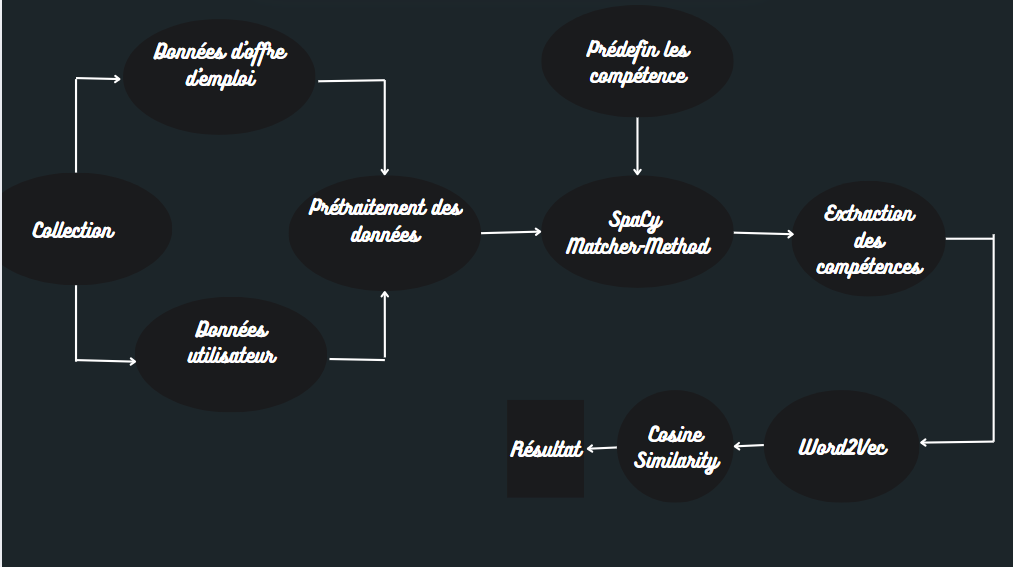 Données d'offre
d'emploi
Prédefin les
compétence
Collection
Prétraitement des
données
SpaCy
Matcher-Method
Extraction
des
compétences
Données
utilisateur
Résultat
Cosine
Similarity
Word2Vec